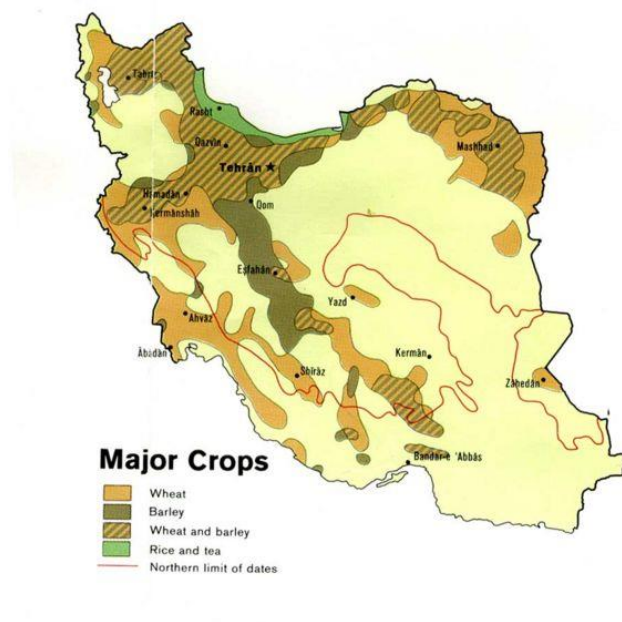 Tabrīz
Rasht
Qazvīn
Mashhad
Tehrān
Hamadān
Qom
Kermānshāh
Eşfahān
Yazd
Ahvāz
Ābādān
Kermān
Shīrāz
Zāhedān
Bandar-e 'Abbās
Major Crops
Wheat
Barley
Wheat and barley
Rice and tea
Northern limit of dates